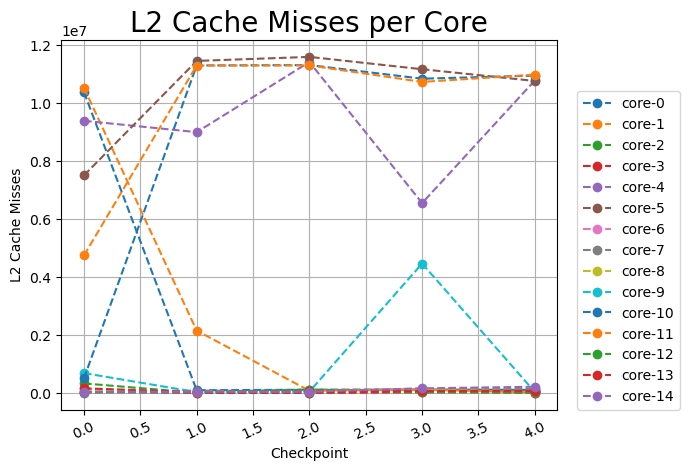 L2 Cache Misses per Core
1e7
1.2
1.0
0.8
0.6
0.4
0.2
0.0
L2 Cache Misses
0.0 0.5 1.0 1.5 2.0 2.5 3.0 3.5 4.0
Checkpoint
core-0
core-1
core-2
core-3
core-4
core-5
core-6
core-7
core-8
core-9
core-10
core-11
core-12
core-13
core-14